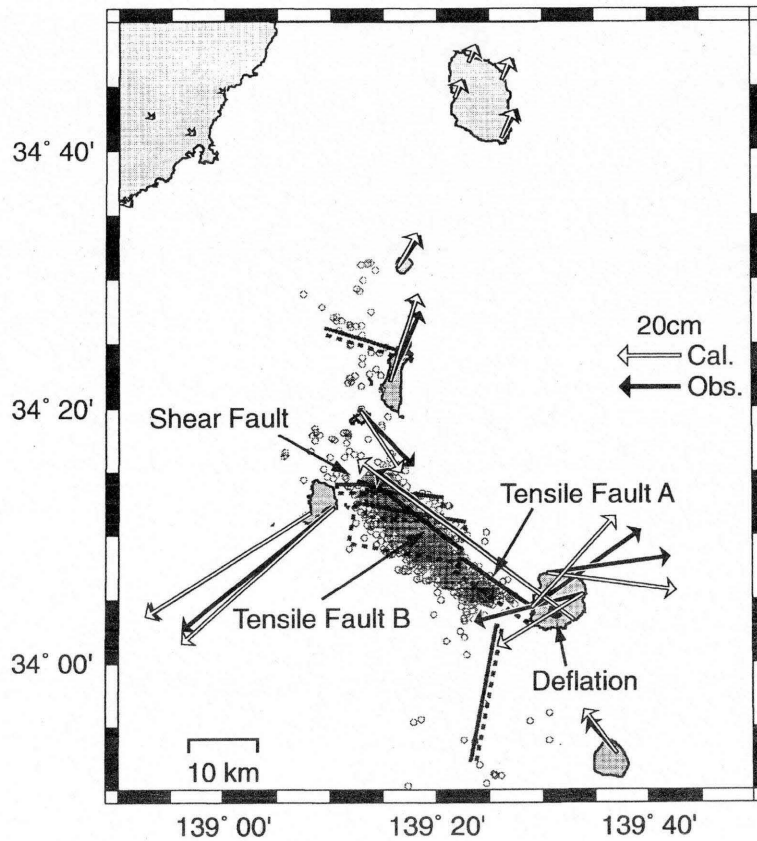 34° 40'
20cm
Cal.
Obs.
34° 20'
Shear Fault
Tensile Fault A
Tensile Fault B
34° 00'
Deflation
10 km
139° 00'
139° 20'
139° 40'